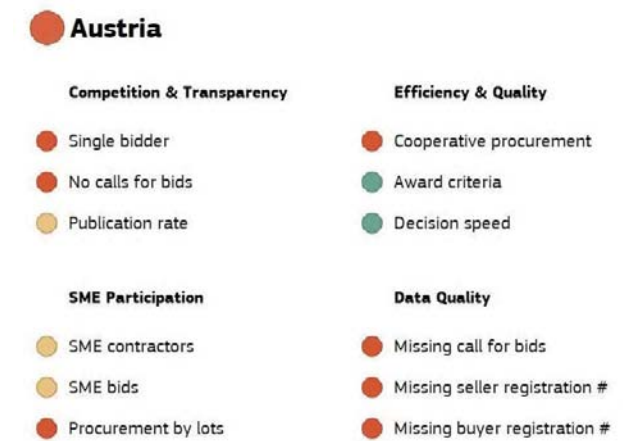 Austria
Competition & Transparency
Single bidder
No calls for bids
Publication rate
Efficiency & Quality
Cooperative procurement
Award criteria
Decision speed
SME Participation
SME contractors
SME bids
Procurement by lots
Data Quality
Missing call for bids
Missing seller registration #
Missing buyer registration #